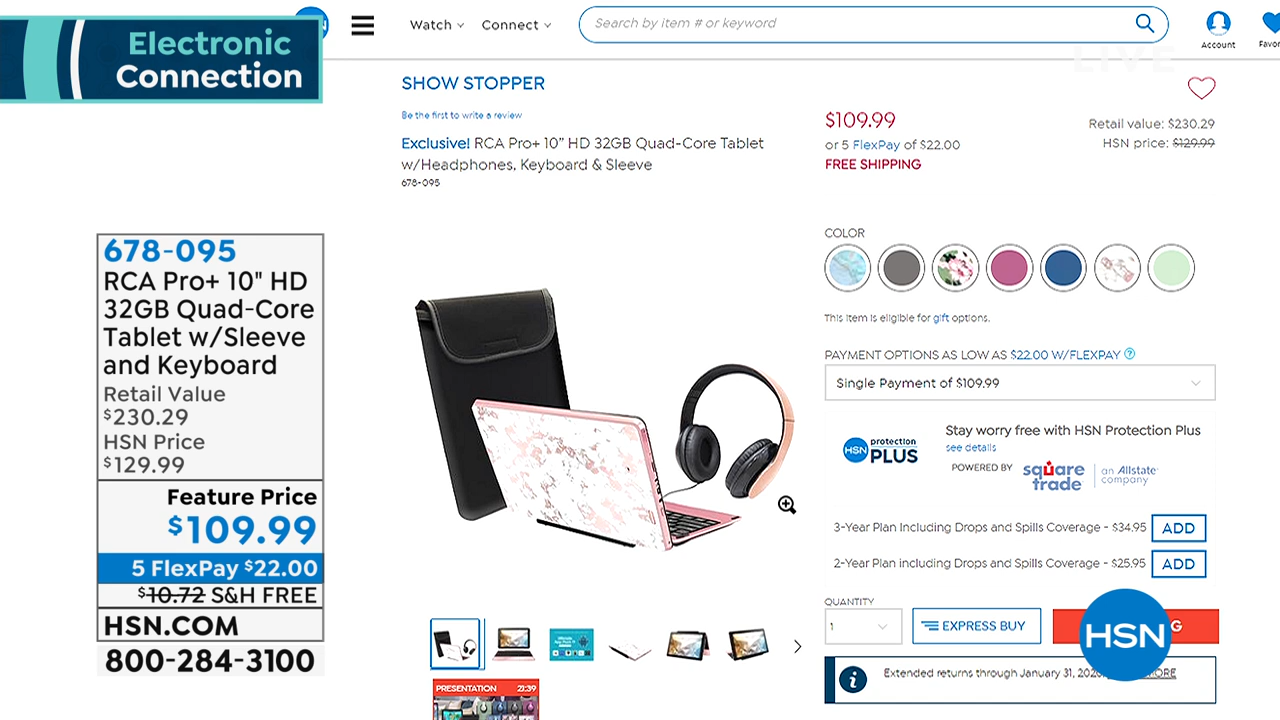 Electronic
Connection
Watch
Connect
Search by item # or keyword
Account
LIVE
SHOW STOPPER
Be the first to write a review
Exclusive! RCA Pro+ 10" HD 32GB Quad-Core Tablet
w/Headphones, Keyboard & Sleeve
678-095
$109.99
or 5 FlexPay of $22.00
FREE SHIPPING
Retail value: $230.29
HSN price: $129.99
COLOR
This item is eligible for gift options.
PAYMENT OPTIONS AS LOW AS $22.00 W/FLEXPAY ?
Single Payment of $109.99
HSN protection PLUS
Stay worry free with HSN Protection Plus
see details
POWERED BY square trade an Allstate company
3-Year Plan Including Drops and Spills Coverage - $34.95 ADD
2-Year Plan including Drops and Spills Coverage - $25.95 ADD
QUANTITY
1
EXPRESS BUY
HSN
G
Extended returns through January 31, 2020.
678-095
RCA Pro+ 10" HD
32GB Quad-Core
Tablet w/Sleeve
and Keyboard
Retail Value
$230.29
HSN Price
$129.99
Feature Price
$109.99
5 FlexPay $22.00
$10.72 S&H FREE
HSN.COM
800-284-3100
PRESENTATION 21:39